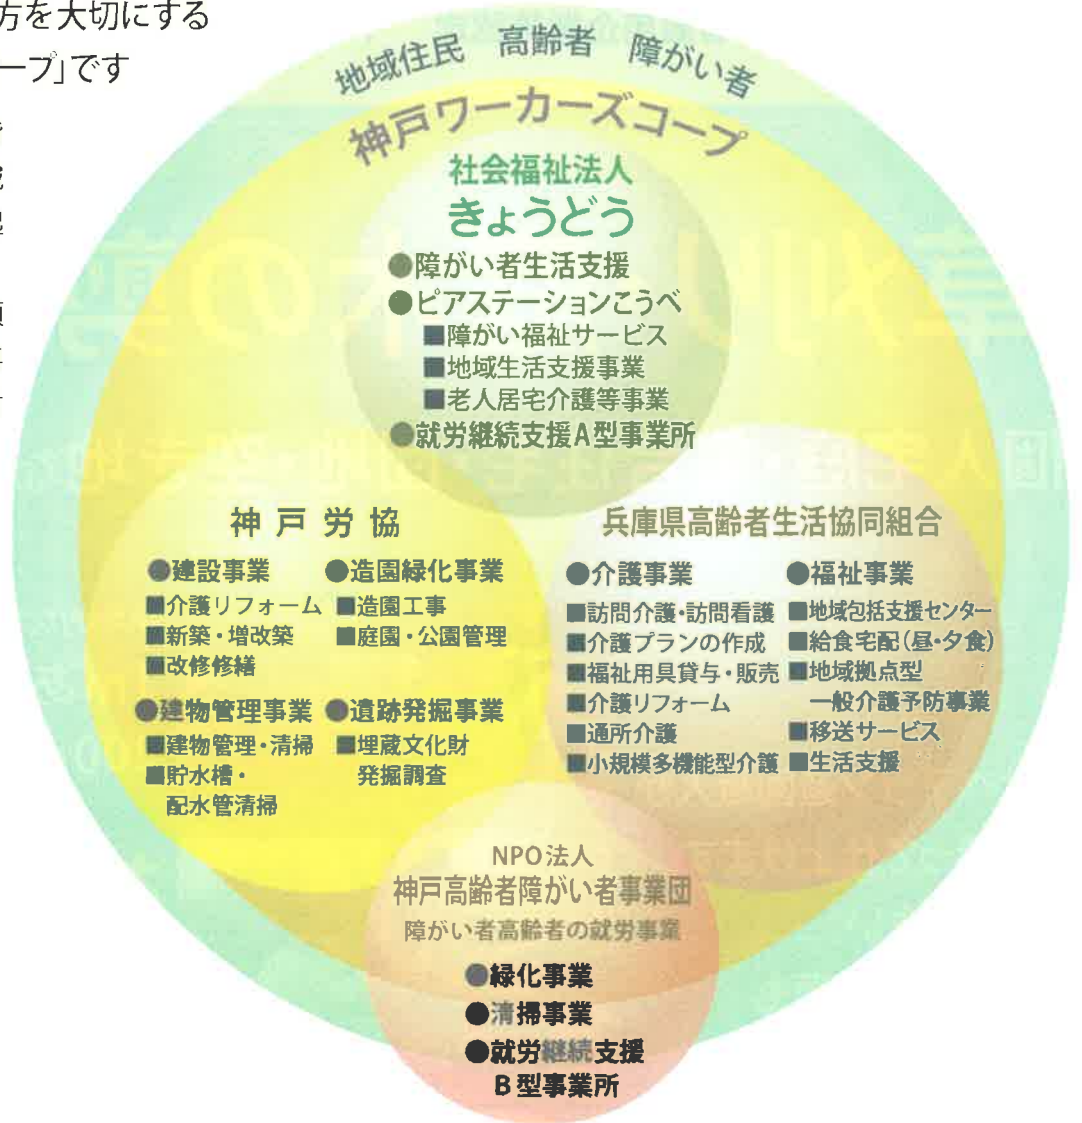 方を大切にする
ープ」です
地域住民 高齢者 障がい者
神戸ワーカーズコープ
社会福祉法人
きょうどう
●障がい者生活支援
●ピアステーションこうべ
■障がい福祉サービス
■地域生活支援事業
■老人居宅介護等事業
●就労継続支援A型事業所
神戸労協
●建設事業
■介護リフォーム
■新築・増改築
■改修修繕
●造園緑化事業
■造園工事
■庭園・公園管理
●建物管理事業
■建物管理・清掃
■貯水槽・
配水管清掃
●遺跡発掘事業
■埋蔵文化財
発掘調査
兵庫県高齢者生活協同組合
●介護事業
■訪問介護・訪問看護
■介護プランの作成
■福祉用具貸与・販売
■介護リフォーム
■通所介護
■小規模多機能型介護
●福祉事業
■地域包括支援センター
■給食宅配(昼・夕食)
■地域拠点型
一般介護予防事業
■移送サービス
■生活支援
NPO法人
神戸高齢者障がい者事業団
障がい者高齢者の就労事業
●緑化事業
●清掃事業
●就労継続支援
B型事業所